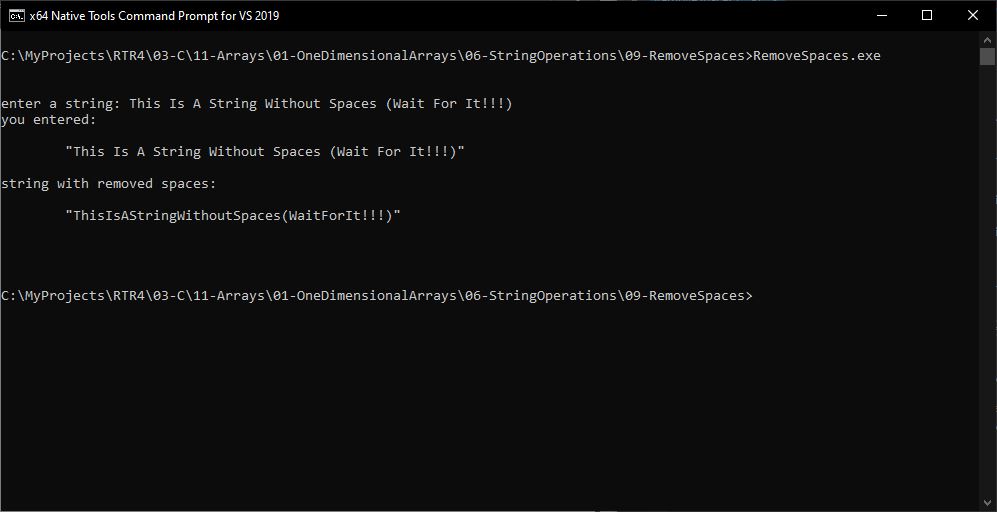 x64 Native Tools Command Prompt for VS 2019
C:\MyProjects\RTR4\03-C\11-Arrays\01-OneDimensionalArrays\06-StringOperations\09-RemoveSpaces>RemoveSpaces.exe
enter a string: This Is A String Without Spaces (Wait For It!!!)
you entered:
"This Is A String Without Spaces (Wait For It!!!)"
string with removed spaces:
"ThisIsAStringWithoutSpaces(WaitForIt!!!)"
C:\MyProjects\RTR4\03-C\11-Arrays\01-OneDimensionalArrays\06-StringOperations\09-RemoveSpaces>